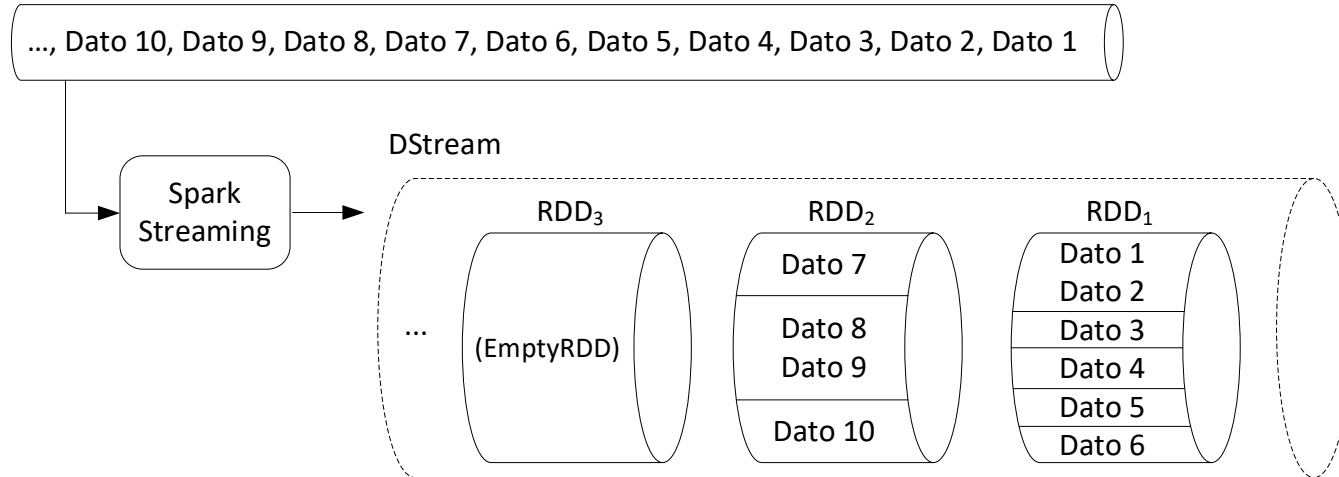 ..., Dato 10, Dato 9, Dato 8, Dato 7, Dato 6, Dato 5, Dato 4, Dato 3, Dato 2, Dato 1
DStream
Spark
Streaming
...
RDD₃
(EmptyRDD)
RDD₂
Dato 7
Dato 8
Dato 9
Dato 10
RDD₁
Dato 1
Dato 2
Dato 3
Dato 4
Dato 5
Dato 6